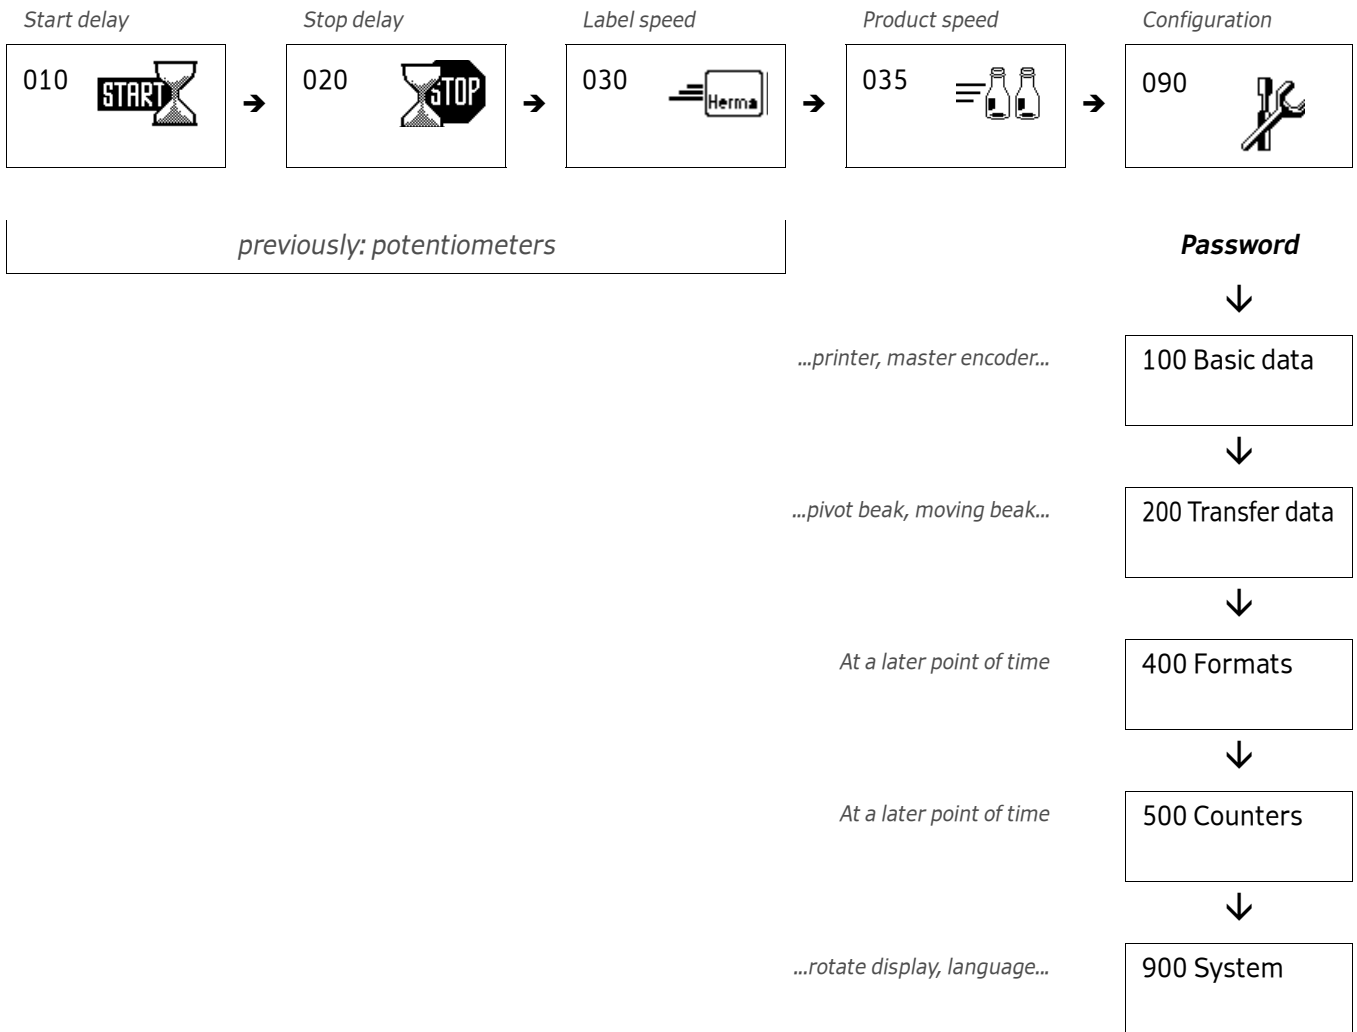 Start delay
Stop delay
Label speed
Product speed
Configuration
010
START
020
STOP
030
Herma
035
090
previously: potentiometers
Password
...printer, master encoder...
100 Basic data
...pivot beak, moving beak...
200 Transfer data
At a later point of time
400 Formats
At a later point of time
500 Counters
...rotate display, language...
900 System